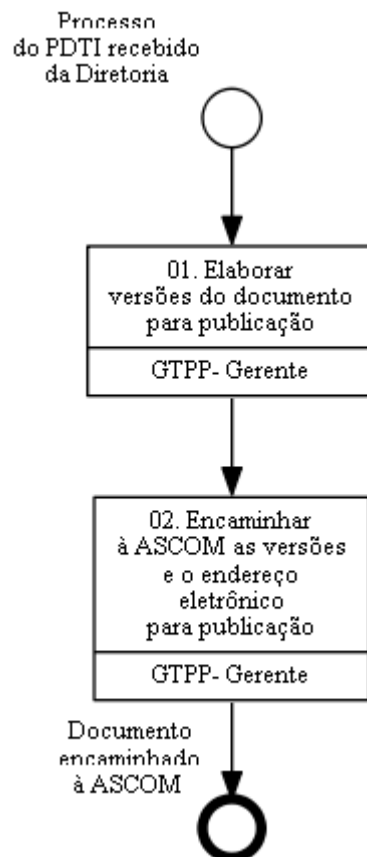 Processo
do PDTI recebido
da Diretoria
01. Elaborar
versões do documento
para publicação
GTPP- Gerente
02. Encaminhar
à ASCOM as versões
e o endereço
eletrônico
para publicação
GTPP- Gerente
Documento
encaminhado
à ASCOM